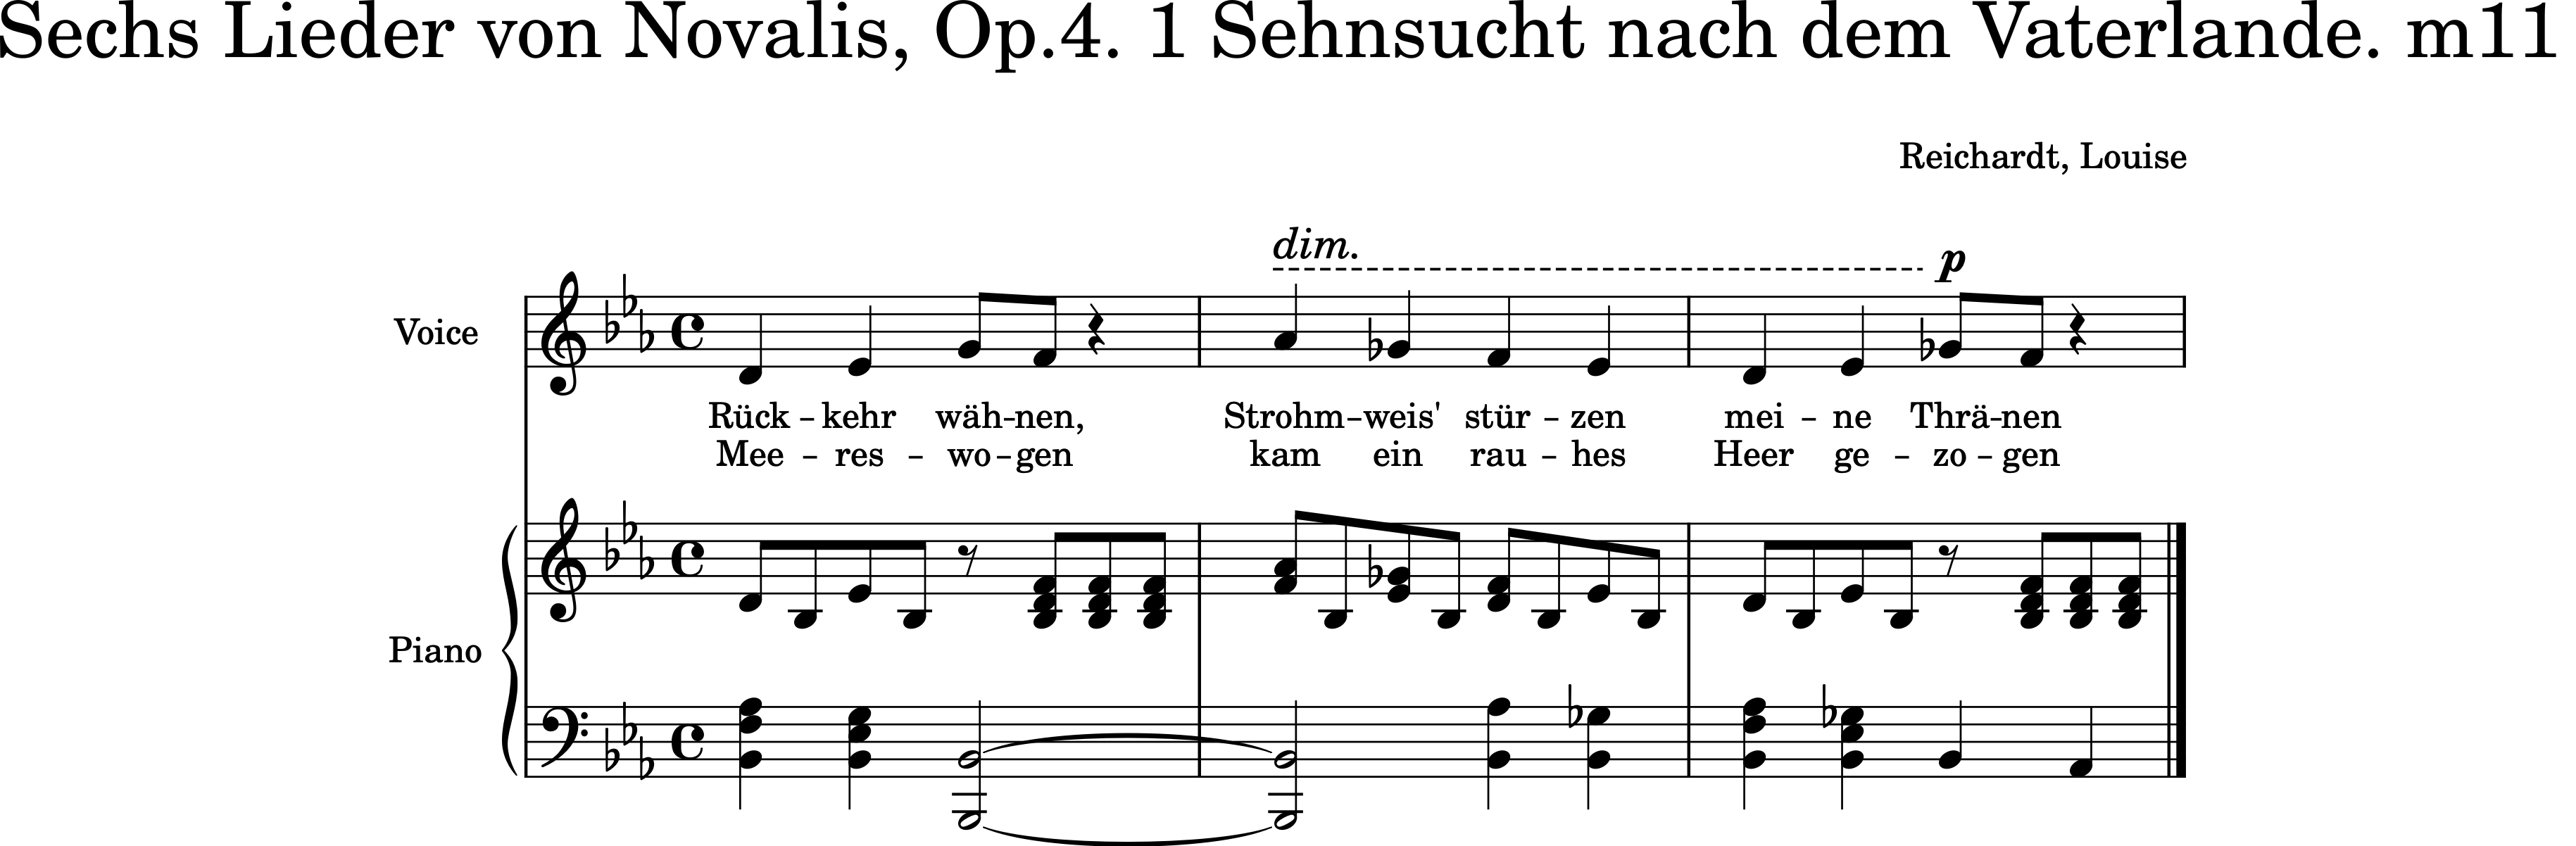 Sechs Lieder von Novalis, Op.4. 1 Sehnsucht nach dem Vaterlande. m11
Reichardt, Louise
dim.
p
Voice
Rück – kehr wäh–nen, Strohm–weis' stür – zen mei – ne Thrä–nen
Mee – res – wo–gen kam ein rau – hes Heer ge – zo – gen
Piano